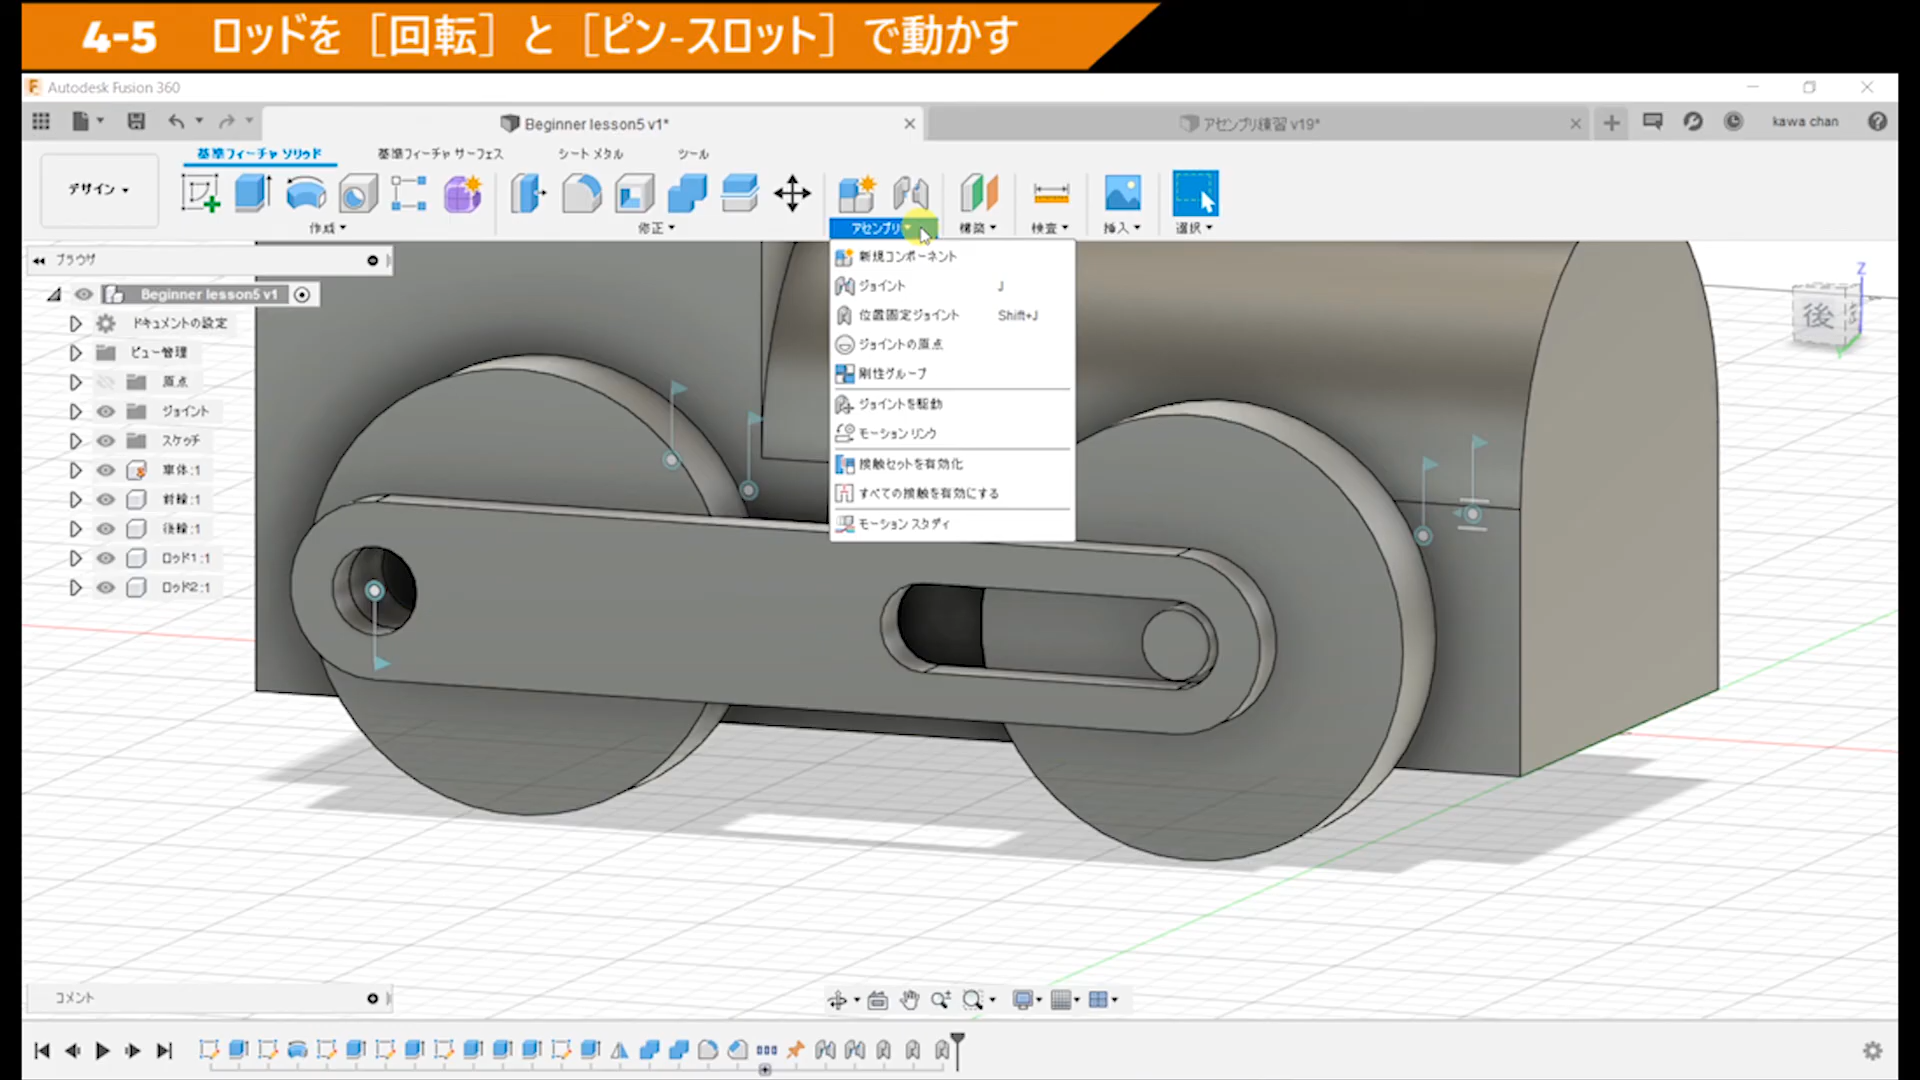 4-5 ロッドを［回転］と［ピン-スロット］で動かす
Autodesk Fusion 360
Beginner lesson5 v1*
アセンブリ練習 v19*
kawa chan
基準フィーチャ ソリッド
基準フィーチャ サーフェス
シート メタル
ツール
デザイン
作成
修正
アセンブリ
構築
検査
挿入
選択
ブラウザ
Beginner lesson5 v1
ドキュメントの設定
ビュー管理
原点
ジョイント
スケッチ
車体:1
前輪:1
後輪:1
ロッド1:1
ロッド2:1
新規コンポーネント
ジョイント J
位置固定ジョイント Shift+J
ジョイントの原点
剛性グループ
ジョイントを駆動
モーション リンク
接触セットを有効化
すべての接触を有効にする
モーション スタディ
Z
後
コメント